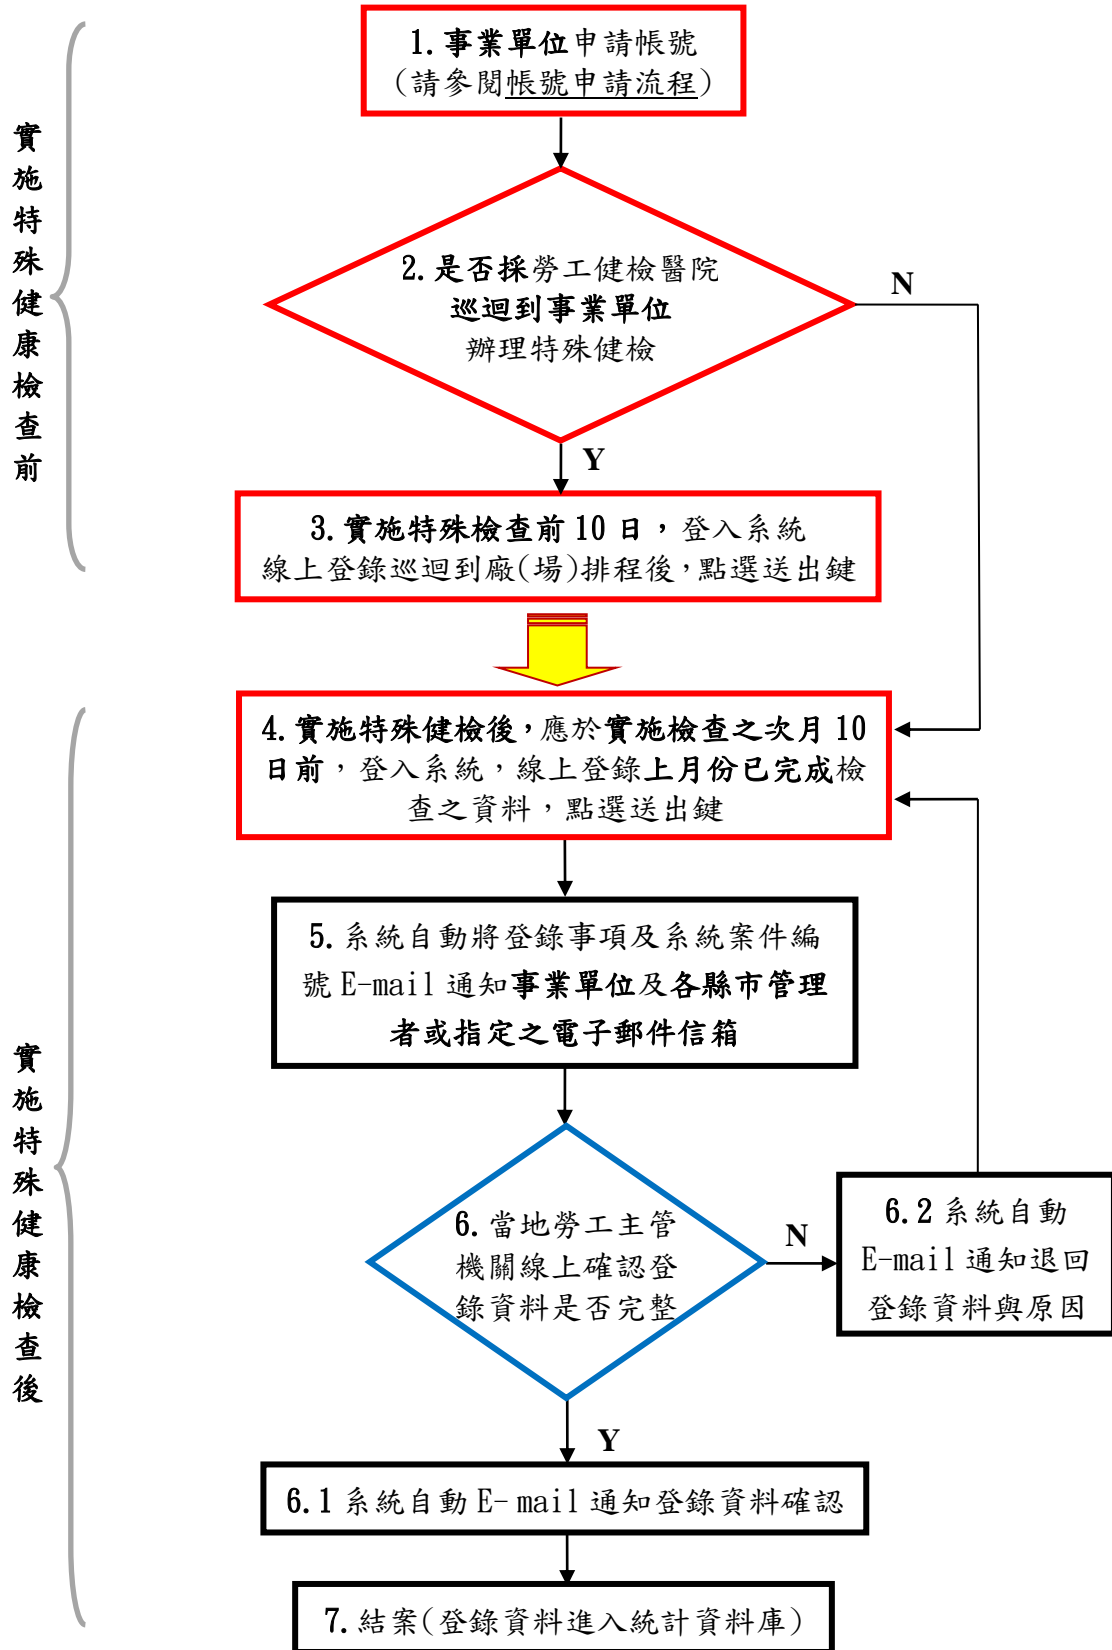 實施特殊健康檢查前
1. 事業單位申請帳號
(請參閱帳號申請流程)
2. 是否採勞工健檢醫院
巡迴到事業單位
辦理特殊健檢
N
Y
3. 實施特殊檢查前 10 日，登入系統
線上登錄巡迴到廠(場)排程後，點選送出鍵
實施特殊健康檢查後
4. 實施特殊健檢後，應於實施檢查之次月 10
日前，登入系統，線上登錄上月份已完成檢
查之資料，點選送出鍵
5. 系統自動將登錄事項及系統案件編
號 E-mail 通知事業單位及各縣市管理
者或指定之電子郵件信箱
6. 當地勞工主管
機關線上確認登
錄資料是否完整
N
6.2 系統自動
E-mail 通知退回
登錄資料與原因
Y
6.1 系統自動 E- mail 通知登錄資料確認
7. 結案(登錄資料進入統計資料庫)